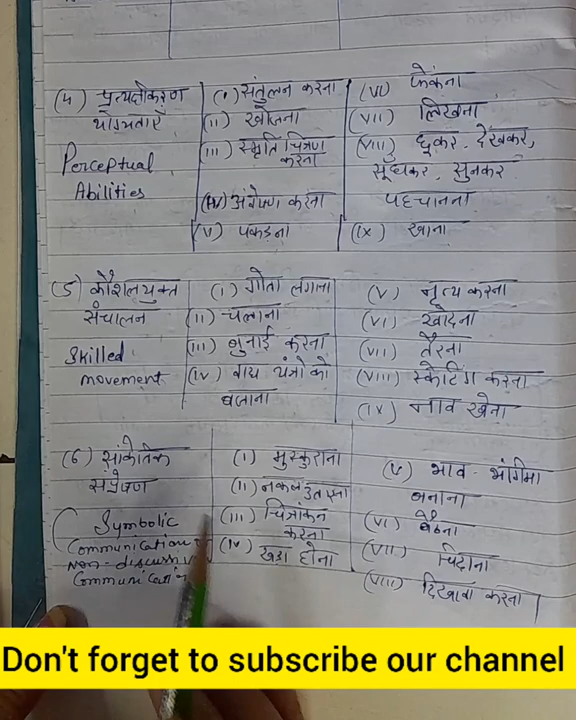 (4) प्रत्यक्षीकरण
योग्यताएँ
Perceptual
Abilities
(i) संतुलन करना
(ii) खोजना
(iii) स्मृति चित्रण
करना
(iv) अंवेषण करना
(v) पकडना
(VI) फेंकना
(VII) लिखना
(VIII) छूकर, देखकर,
सूंघकर, सुनकर
पहचानना
(IX) खाना
(5) कौशलयुक्त
संचालन
Skilled
movement
(i) गोता लगाना
(ii) चलाना
(iii) बुनाई करना
(iv) वाद्य यंत्रो को
बजाना
(V) नृत्य करना
(VI) खोदना
(VII) तैरना
(VIII) स्केटिंग करना
(IX) नाव खेना
(6) सांकेतिक
संप्रेषण
(Symbolic
Communication
Non-
Communication
(i) मुस्कुराना
(ii) नकल उतारना
(iii) चित्रांकन
करना
(iv) खडा होना
(V) भाव - भंगिमा
बनाना
(VI) बैठना
(VII) चिढाना
(VIII) दिखावा करना
Don't forget to subscribe our channel